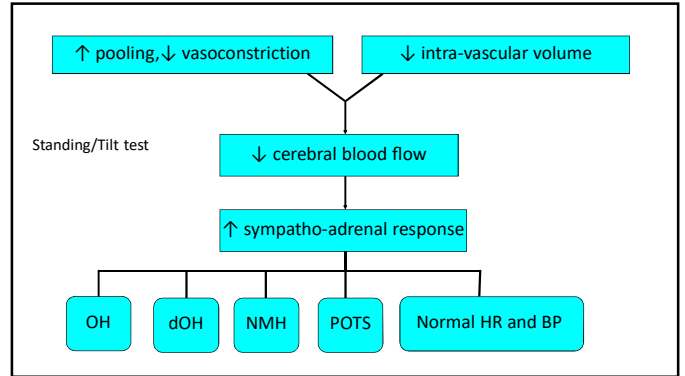 ↑ pooling,↓ vasoconstriction
↓ intra-vascular volume
Standing/Tilt test
↓ cerebral blood flow
↑ sympatho-adrenal response
OH
dOH
NMH
POTS
Normal HR and BP